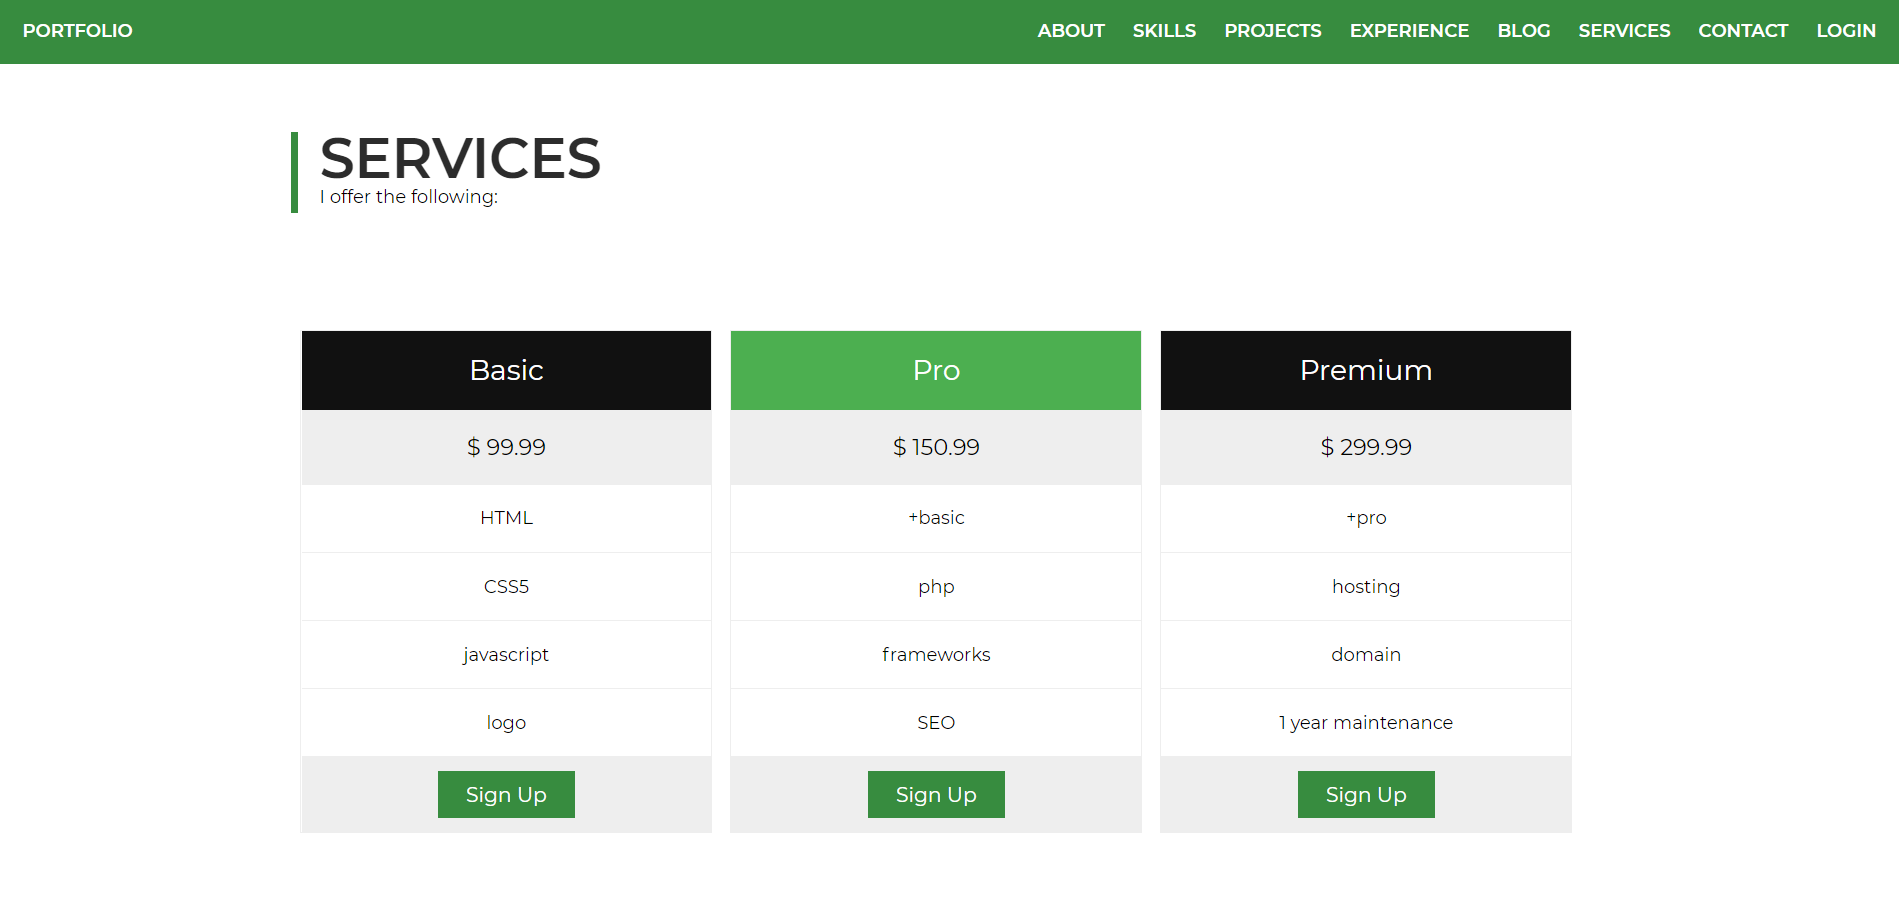 PORTFOLIO ABOUT SKILLS PROJECTS EXPERIENCE BLOG SERVICES CONTACT LOGIN
SERVICES
I offer the following:
Basic
$ 99.99
HTML
CSS5
javascript
logo
Sign Up
Pro
$ 150.99
+basic
php
frameworks
SEO
Sign Up
Premium
$ 299.99
+pro
hosting
domain
1 year maintenance
Sign Up